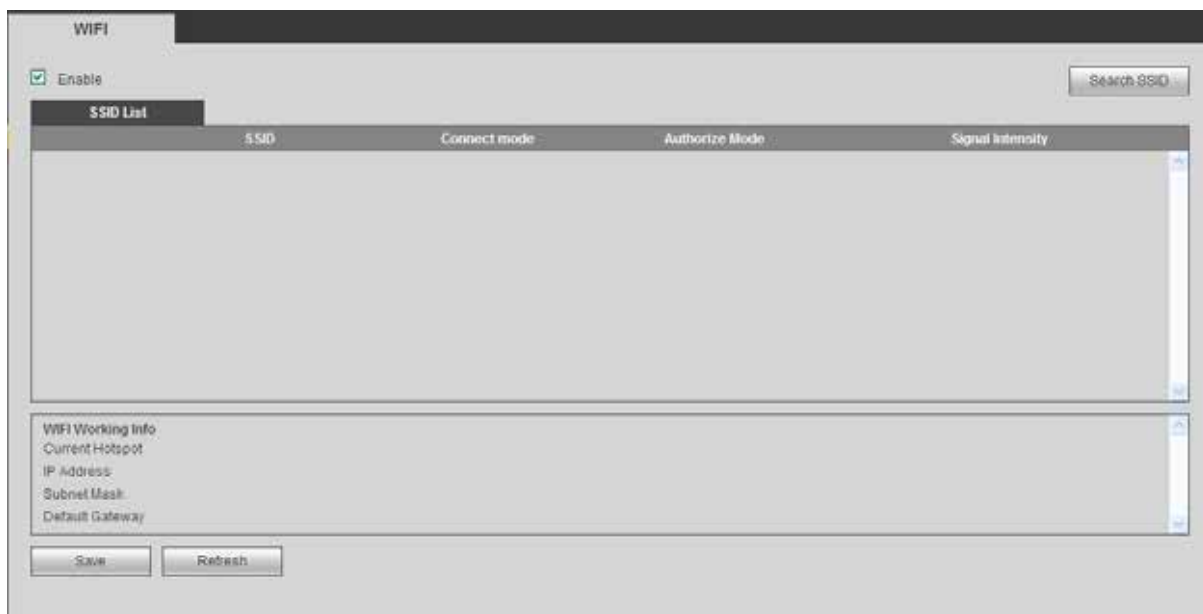 WIFI
Enable
Search SSID
SSID List
SSID Connect mode Authorize Mode Signal Intensity
WIFI Working Info
Current Hotspot
IP Address
Subnet Mask
Default Gateway
Save Refresh